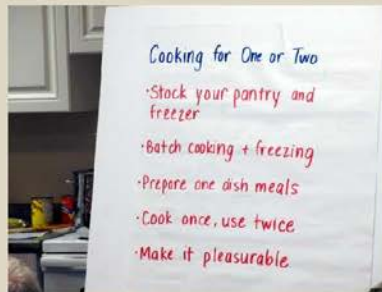 Cooking for One or Two
·Stock your pantry and
freezer
·Batch cooking + freezing
·Prepare one dish meals
·Cook once, use twice
·Make it pleasurable